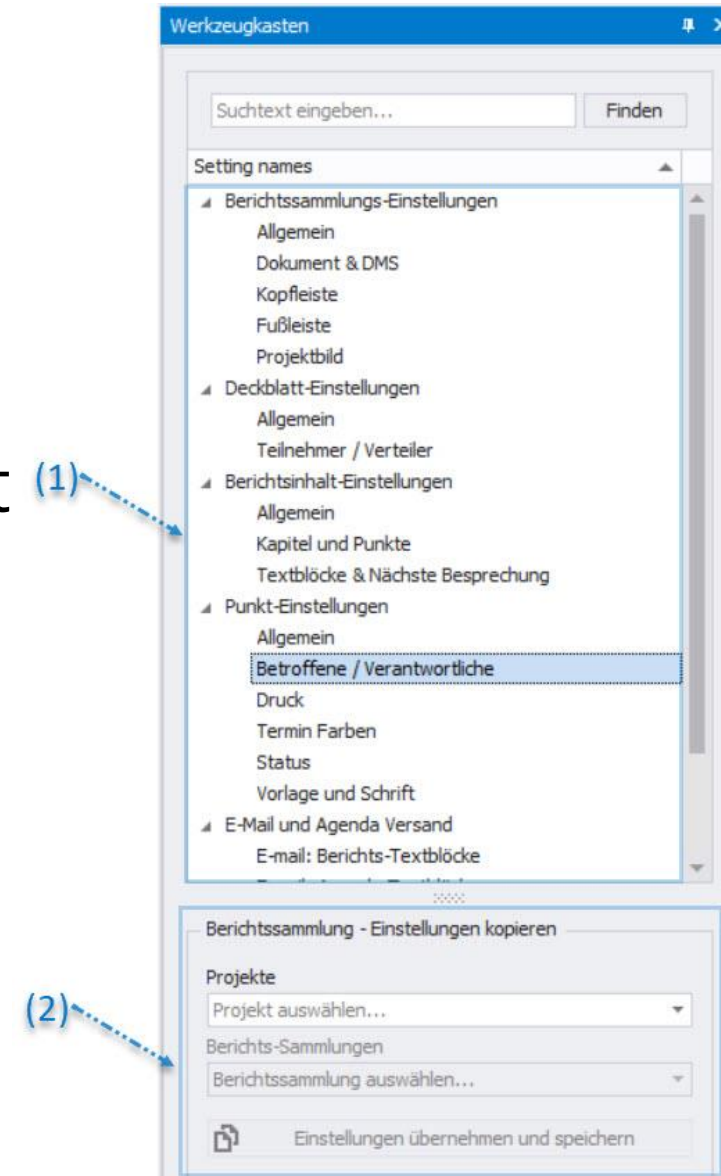 Werkzeugkasten
Suchtext eingeben...
Finden
Setting names
Berichtssammlungs-Einstellungen
Allgemein
Dokument & DMS
Kopfleiste
Fußleiste
Projektbild
Deckblatt-Einstellungen
Allgemein
Teilnehmer / Verteiler
Berichtsinhalt-Einstellungen
(1)
Allgemein
Kapitel und Punkte
Textblöcke & Nächste Besprechung
Punkt-Einstellungen
Allgemein
Betroffene / Verantwortliche
Druck
Termin Farben
Status
Vorlage und Schrift
E-Mail und Agenda Versand
E-mail: Berichts-Textblöcke
Berichtssammlung - Einstellungen kopieren
Projekte
(2)
Projekt auswählen...
Berichts-Sammlungen
Berichtssammlung auswählen...
Einstellungen übernehmen und speichern